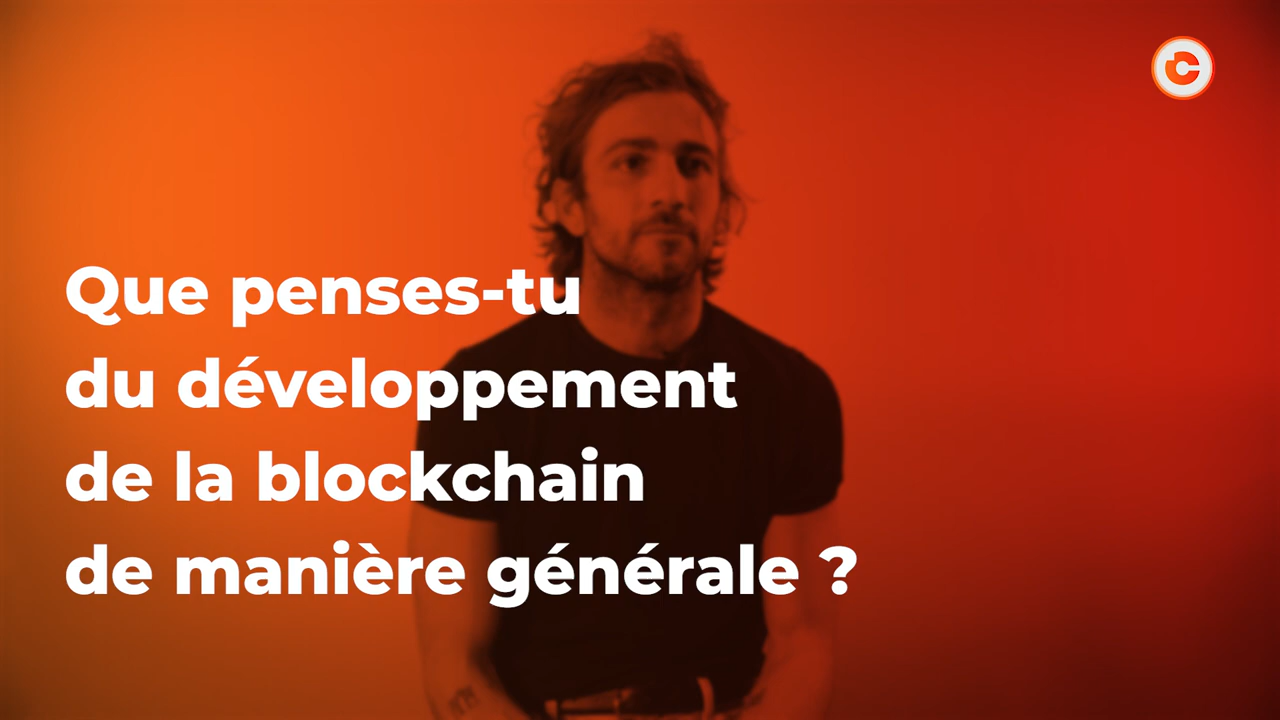 Que penses-tu
du développement
de la blockchain
de manière générale ?